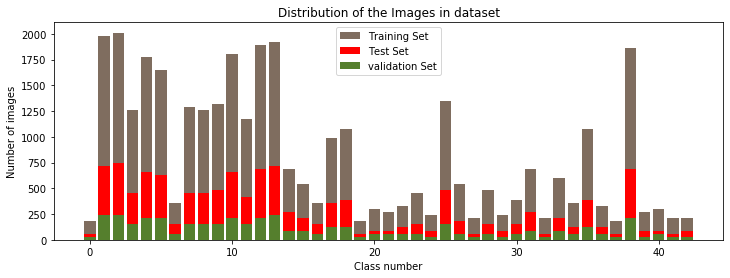 Distribution of the Images in dataset
Training Set
Test Set
validation Set
Number of images
2000
1750
1500
1250
1000
750
500
250
0
0 10 20 30 40
Class number